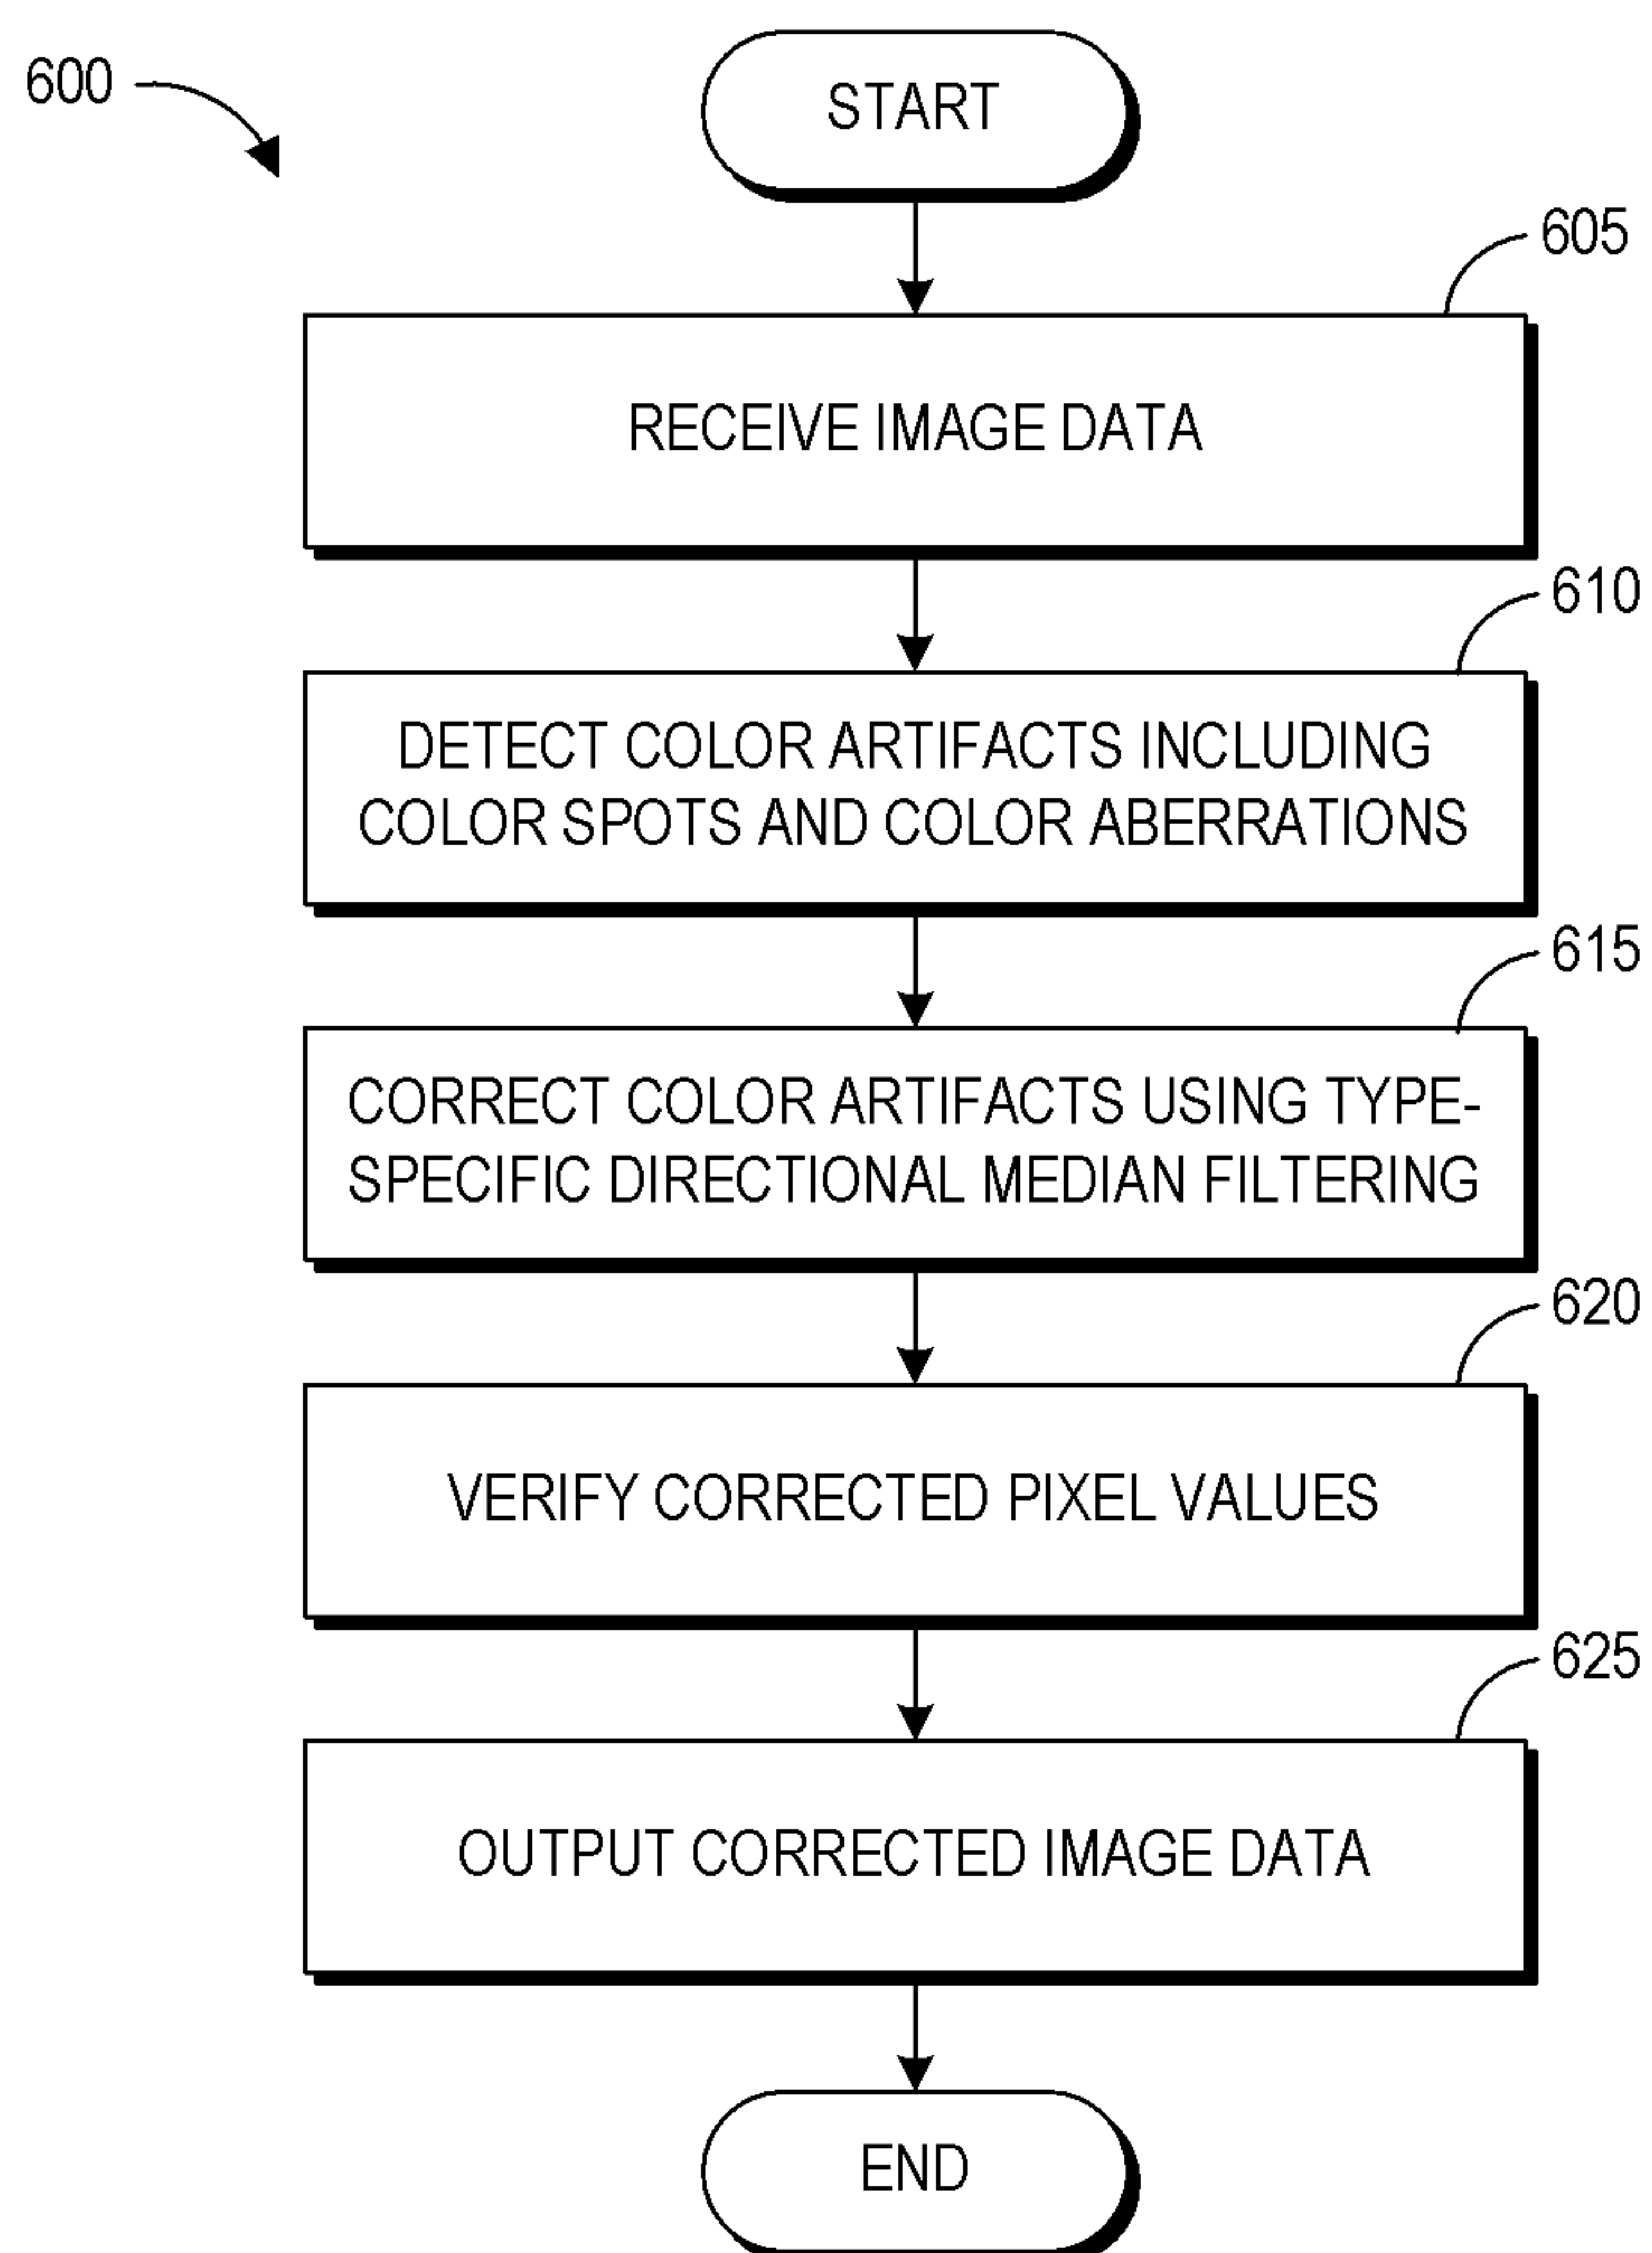 600
START
605
RECEIVE IMAGE DATA
610
DETECT COLOR ARTIFACTS INCLUDING
COLOR SPOTS AND COLOR ABERRATIONS
615
CORRECT COLOR ARTIFACTS USING TYPE-
SPECIFIC DIRECTIONAL MEDIAN FILTERING
620
VERIFY CORRECTED PIXEL VALUES
625
OUTPUT CORRECTED IMAGE DATA
END